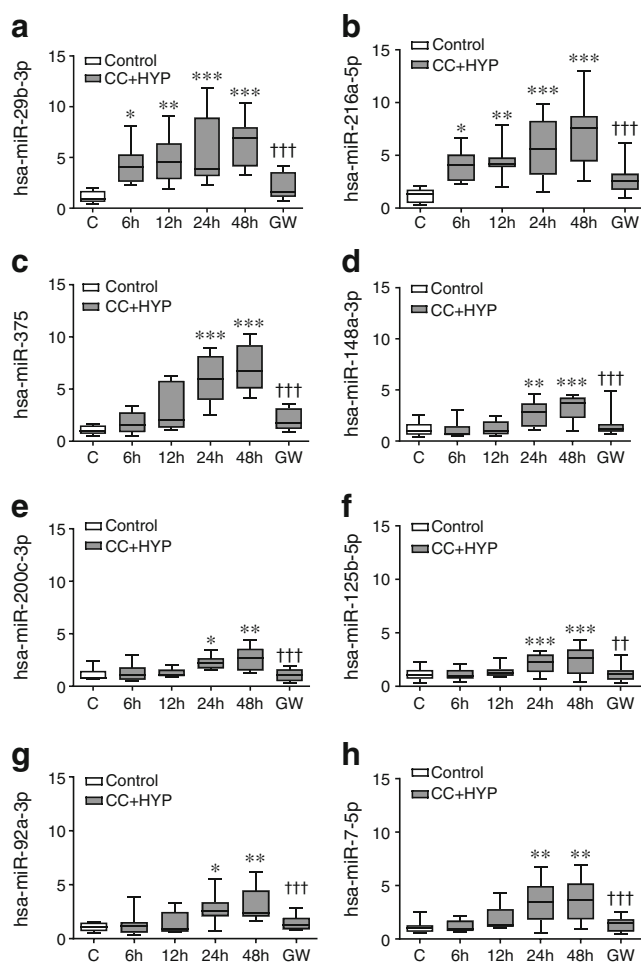 a
Control
CC+HYP
hsa-miR-29b-3p
15
10
5
0
*
**
***
***
†††
C 6h 12h 24h 48h GW
b
Control
CC+HYP
hsa-miR-216a-5p
15
10
5
0
*
**
***
***
†††
C 6h 12h 24h 48h GW
c
Control
CC+HYP
hsa-miR-375
15
10
5
0
***
***
†††
C 6h 12h 24h 48h GW
d
Control
CC+HYP
hsa-miR-148a-3p
15
10
5
0
**
***
†††
C 6h 12h 24h 48h GW
e
Control
CC+HYP
hsa-miR-200c-3p
15
10
5
0
*
**
†††
C 6h 12h 24h 48h GW
f
Control
CC+HYP
hsa-miR-125b-5p
15
10
5
0
***
***
††
C 6h 12h 24h 48h GW
g
Control
CC+HYP
hsa-miR-92a-3p
15
10
5
0
*
**
†††
C 6h 12h 24h 48h GW
h
Control
CC+HYP
hsa-miR-7-5p
15
10
5
0
**
**
†††
C 6h 12h 24h 48h GW